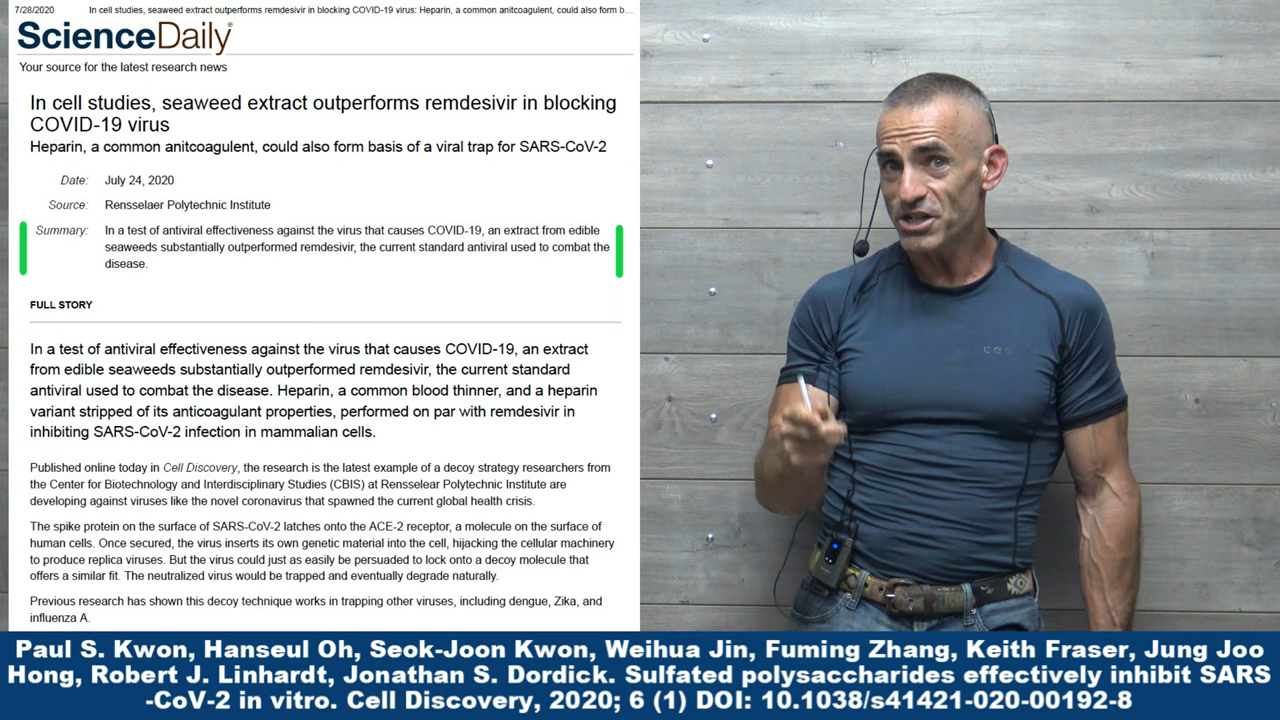 7/28/2020 In cell studies, seaweed extract outperforms remdesivir in blocking COVID-19 virus: Heparin, a common anitcoagulent, could also form b...
ScienceDaily®
Your source for the latest research news
In cell studies, seaweed extract outperforms remdesivir in blocking
COVID-19 virus
Heparin, a common anitcoagulent, could also form basis of a viral trap for SARS-CoV-2
Date: July 24, 2020
Source: Rensselaer Polytechnic Institute
Summary: In a test of antiviral effectiveness against the virus that causes COVID-19, an extract from edible
seaweeds substantially outperformed remdesivir, the current standard antiviral used to combat the
disease.
FULL STORY
In a test of antiviral effectiveness against the virus that causes COVID-19, an extract
from edible seaweeds substantially outperformed remdesivir, the current standard
antiviral used to combat the disease. Heparin, a common blood thinner, and a heparin
variant stripped of its anticoagulant properties, performed on par with remdesivir in
inhibiting SARS-CoV-2 infection in mammalian cells.
Published online today in Cell Discovery, the research is the latest example of a decoy strategy researchers from
the Center for Biotechnology and Interdisciplinary Studies (CBIS) at Rensselear Polytechnic Institute are
developing against viruses like the novel coronavirus that spawned the current global health crisis.
The spike protein on the surface of SARS-CoV-2 latches onto the ACE-2 receptor, a molecule on the surface of
human cells. Once secured, the virus inserts its own genetic material into the cell, hijacking the cellular machinery
to produce replica viruses. But the virus could just as easily be persuaded to lock onto a decoy molecule that
offers a similar fit. The neutralized virus would be trapped and eventually degrade naturally.
Previous research has shown this decoy technique works in trapping other viruses, including dengue, Zika, and
influenza A.
Paul S. Kwon, Hanseul Oh, Seok-Joon Kwon, Weihua Jin, Fuming Zhang, Keith Fraser, Jung Joo
Hong, Robert J. Linhardt, Jonathan S. Dordick. Sulfated polysaccharides effectively inhibit SARS
-CoV-2 in vitro. Cell Discovery, 2020; 6 (1) DOI: 10.1038/s41421-020-00192-8